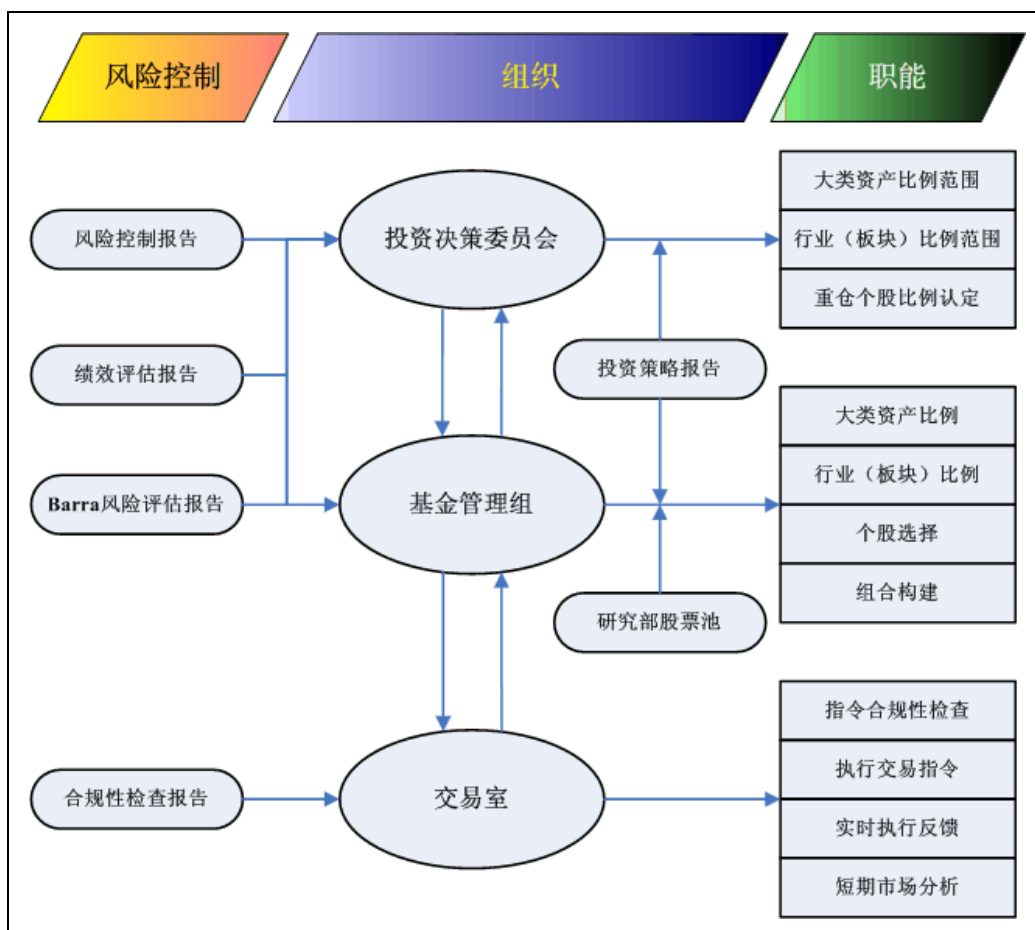 风险控制
组织
职能
风险控制报告
投资决策委员会
大类资产比例范围
行业（板块）比例范围
重仓个股比例认定
绩效评估报告
投资策略报告
Barra风险评估报告
基金管理组
大类资产比例
行业（板块）比例
个股选择
组合构建
研究部股票池
合规性检查报告
交易室
指令合规性检查
执行交易指令
实时执行反馈
短期市场分析